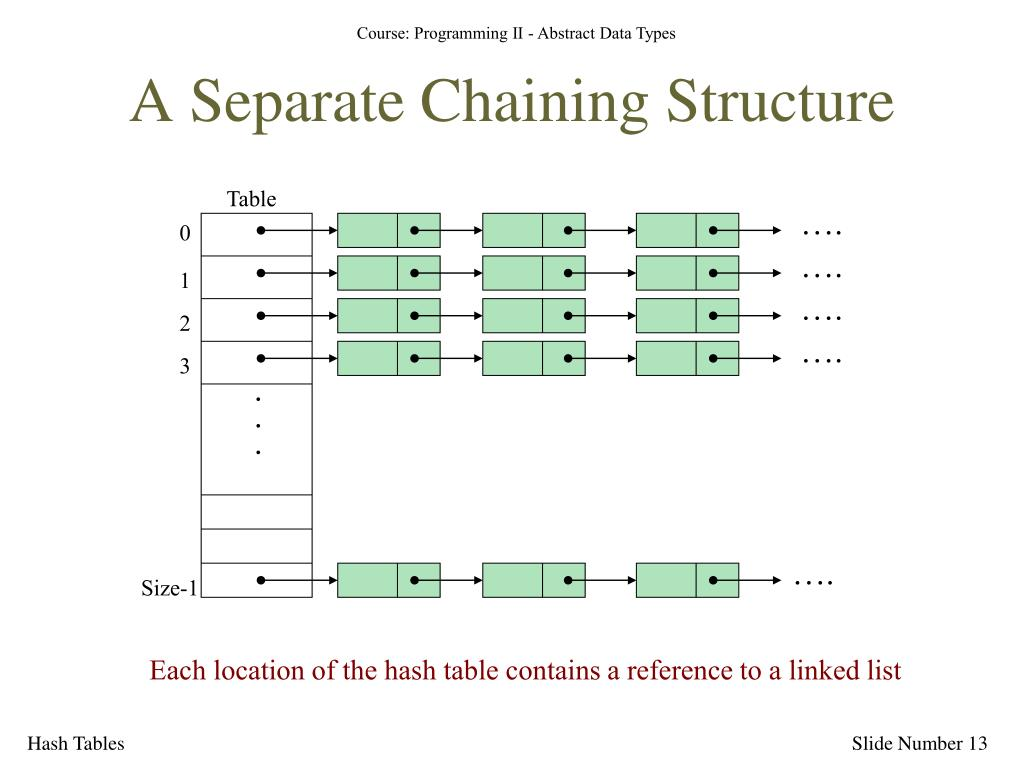 Course: Programming II - Abstract Data Types
A Separate Chaining Structure
Table
0
….
1
….
2
….
3
….
.
.
.
Size-1
….
Each location of the hash table contains a reference to a linked list
Hash Tables
Slide Number 13